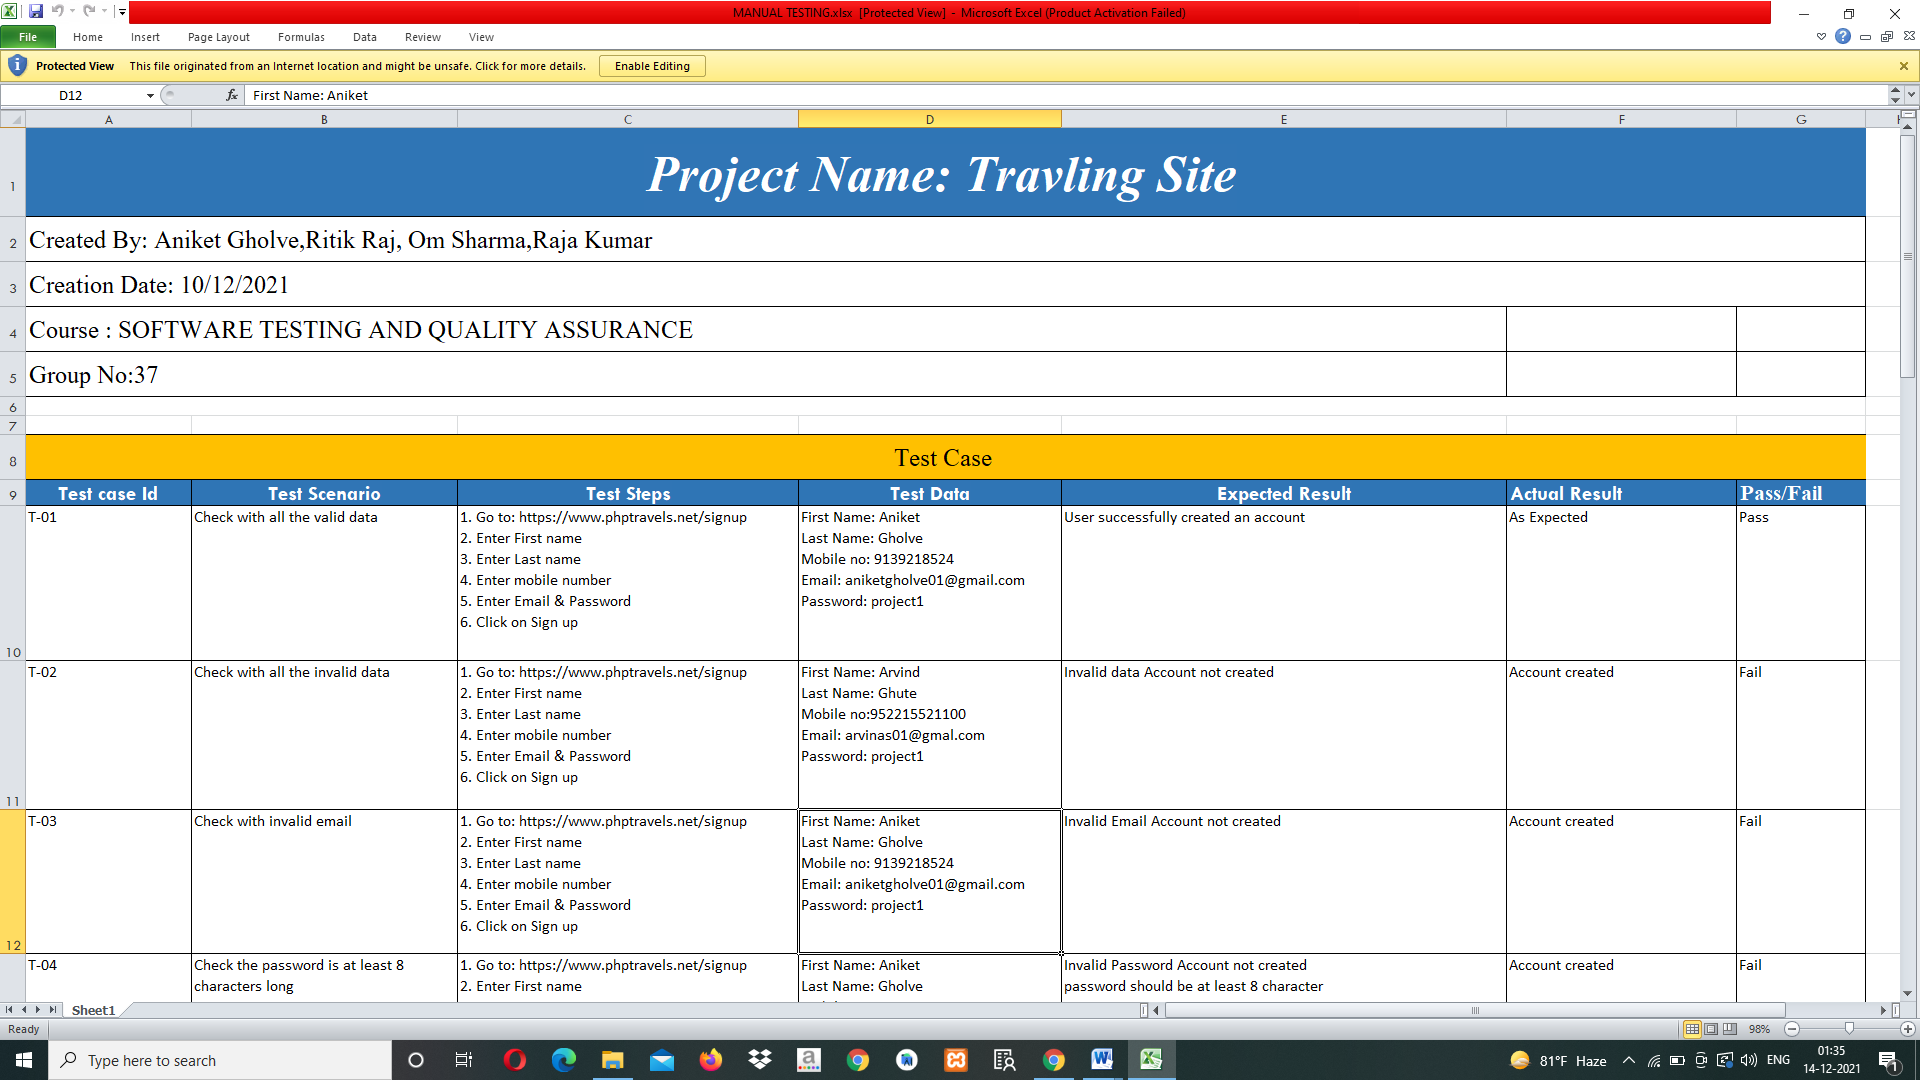 MANUAL TESTING.xlsx [Protected View] - Microsoft Excel (Product Activation Failed)
File Home Insert Page Layout Formulas Data Review View
Protected View This file originated from an Internet location and might be unsafe. Click for more details. Enable Editing
D12 fx First Name: Aniket
A B C D E F G
1 Project Name: Travling Site
2 Created By: Aniket Gholve,Ritik Raj, Om Sharma,Raja Kumar
3 Creation Date: 10/12/2021
4 Course : SOFTWARE TESTING AND QUALITY ASSURANCE
5 Group No:37
6
7
8 Test Case
9 Test case Id Test Scenario Test Steps Test Data Expected Result Actual Result Pass/Fail
T-01 Check with all the valid data 1. Go to: https://www.phptravels.net/signup First Name: Aniket User successfully created an account As Expected Pass
2. Enter First name Last Name: Gholve
3. Enter Last name Mobile no: 9139218524
4. Enter mobile number Email: aniketgholve01@gmail.com
5. Enter Email & Password Password: project1
6. Click on Sign up
10
T-02 Check with all the invalid data 1. Go to: https://www.phptravels.net/signup First Name: Arvind Invalid data Account not created Account created Fail
2. Enter First name Last Name: Ghute
3. Enter Last name Mobile no:952215521100
4. Enter mobile number Email: arvinas01@gmal.com
5. Enter Email & Password Password: project1
6. Click on Sign up
11
T-03 Check with invalid email 1. Go to: https://www.phptravels.net/signup First Name: Aniket Invalid Email Account not created Account created Fail
2. Enter First name Last Name: Gholve
3. Enter Last name Mobile no: 9139218524
4. Enter mobile number Email: aniketgholve01@gmail.com
5. Enter Email & Password Password: project1
6. Click on Sign up
12
T-04 Check the password is at least 8 1. Go to: https://www.phptravels.net/signup First Name: Aniket Invalid Password Account not created Account created Fail
characters long 2. Enter First name Last Name: Gholve password should be at least 8 character
Sheet1
Ready 98%
Type here to search 81°F Haze ENG 01:35
14-12-2021